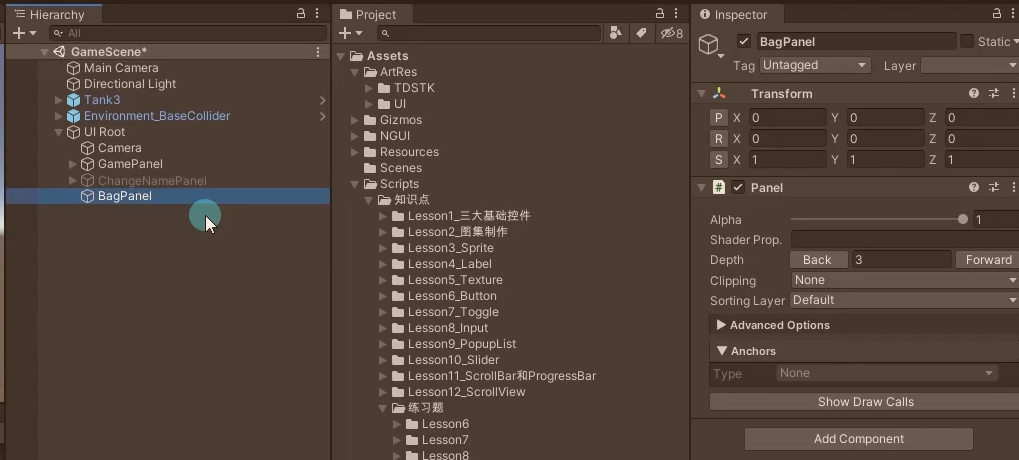 Hierarchy
All
GameScene*
Main Camera
Directional Light
Tank3
Environment_BaseCollider
UI Root
Camera
GamePanel
ChangeNamePanel
BagPanel
Project
8
Assets
ArtRes
TDSTK
UI
Gizmos
NGUI
Resources
Scenes
Scripts
知识点
Lesson1_三大基础控件
Lesson2_图集制作
Lesson3_Sprite
Lesson4_Label
Lesson5_Texture
Lesson6_Button
Lesson7_Toggle
Lesson8_Input
Lesson9_PopupList
Lesson10_Slider
Lesson11_ScrollBar和ProgressBar
Lesson12_ScrollView
练习题
Lesson6
Lesson7
Lesson8
Inspector
BagPanel Static
Tag Untagged Layer
Transform
P X 0 Y 0 Z 0
R X 0 Y 0 Z 0
S X 1 Y 1 Z 1
# Panel
Alpha 1
Shader Prop.
Depth Back 3 Forward
Clipping None
Sorting Layer Default
Advanced Options
Anchors
Type None
Show Draw Calls
Add Component